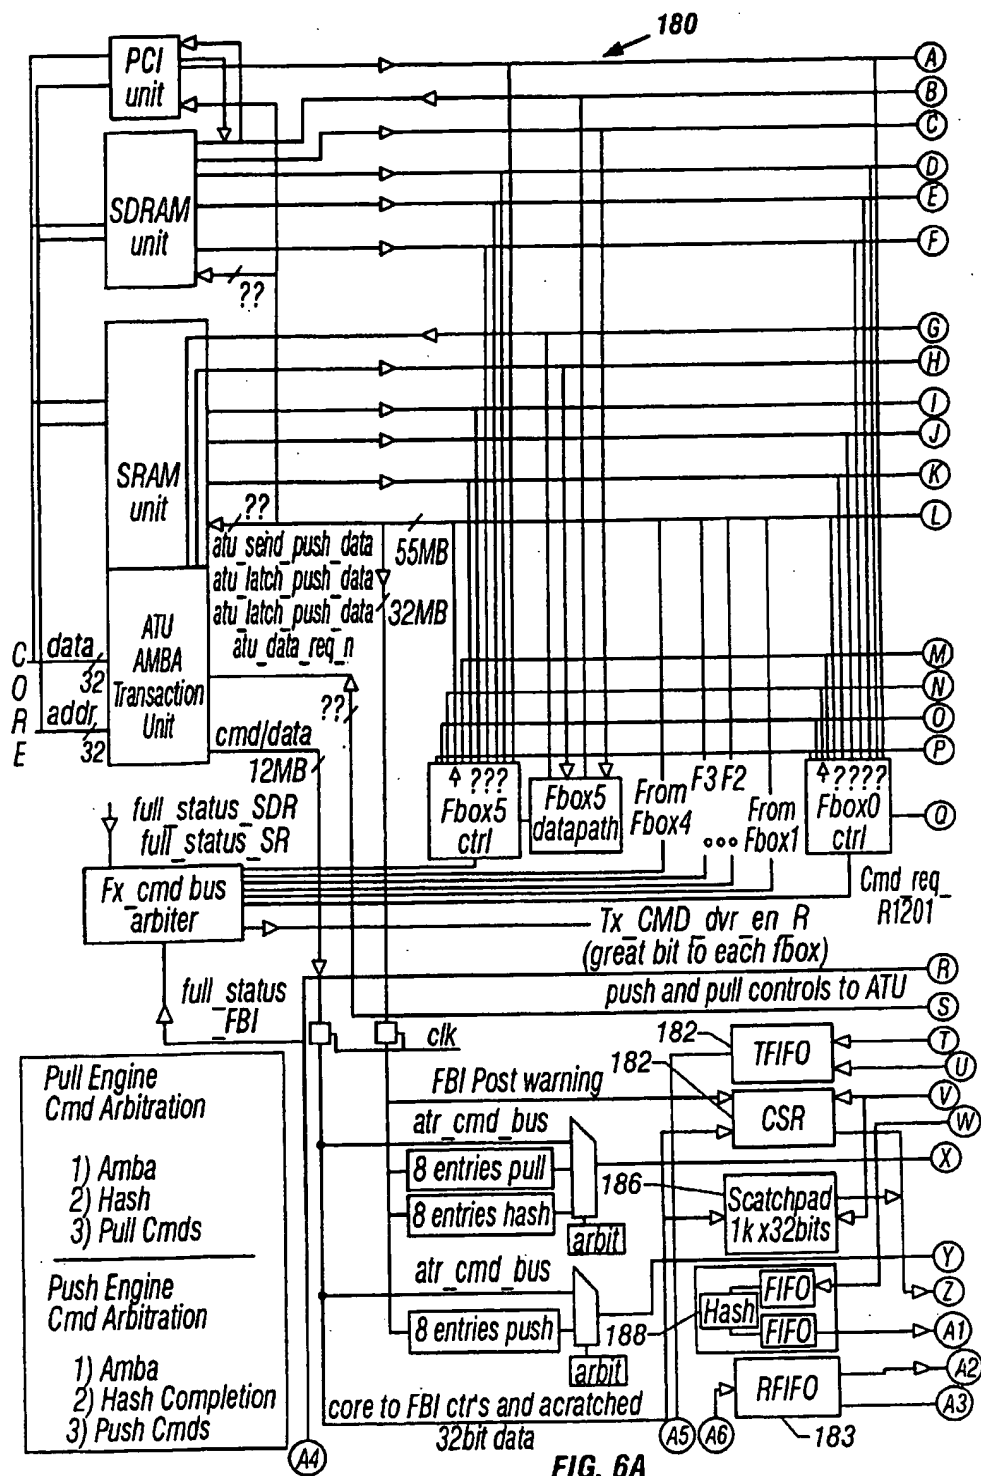 180
PCI
unit
A
B
C
SDRAM
unit
D
E
F
??
G
H
I
J
SRAM
unit
K
??
L
atu_send_push_data
55MB
atu_latch_push_data
atu_latch_push_data
32MB
atu_data_req_n
ATU
AMBA
Transaction
Unit
CORE
data
32
addr
32
??
cmd/data
12MB
M
N
O
P
???
Fbox5
ctrl
Fbox5
datapath
From
Fbox4
F3 F2
From
Fbox1
????
Fbox0
ctrl
Q
full_status_SDR
full_status_SR
Fx_cmd bus
arbiter
Cmd_req_
R1201
Tx_CMD_dvr_en_R
(great bit to each fbox)
R
full_status
_FBI
push and pull controls to ATU
S
clk
182
TFIFO
T
U
182
FBI Post warning
CSR
V
W
Pull Engine
Cmd Arbitration
1) Amba
2) Hash
3) Pull Cmds
Push Engine
Cmd Arbitration
1) Amba
2) Hash Completion
3) Push Cmds
atr_cmd_bus
8 entries pull
8 entries hash
arbit
X
186
Scatchpad
1k x32bits
atr_cmd_bus
8 entries push
arbit
Y
188
Hash
FIFO
FIFO
Z
A1
RFIFO
A2
A3
183
core to FBI ctr's and acratched
32bit data
A4
A5
A6
FIG. 6A